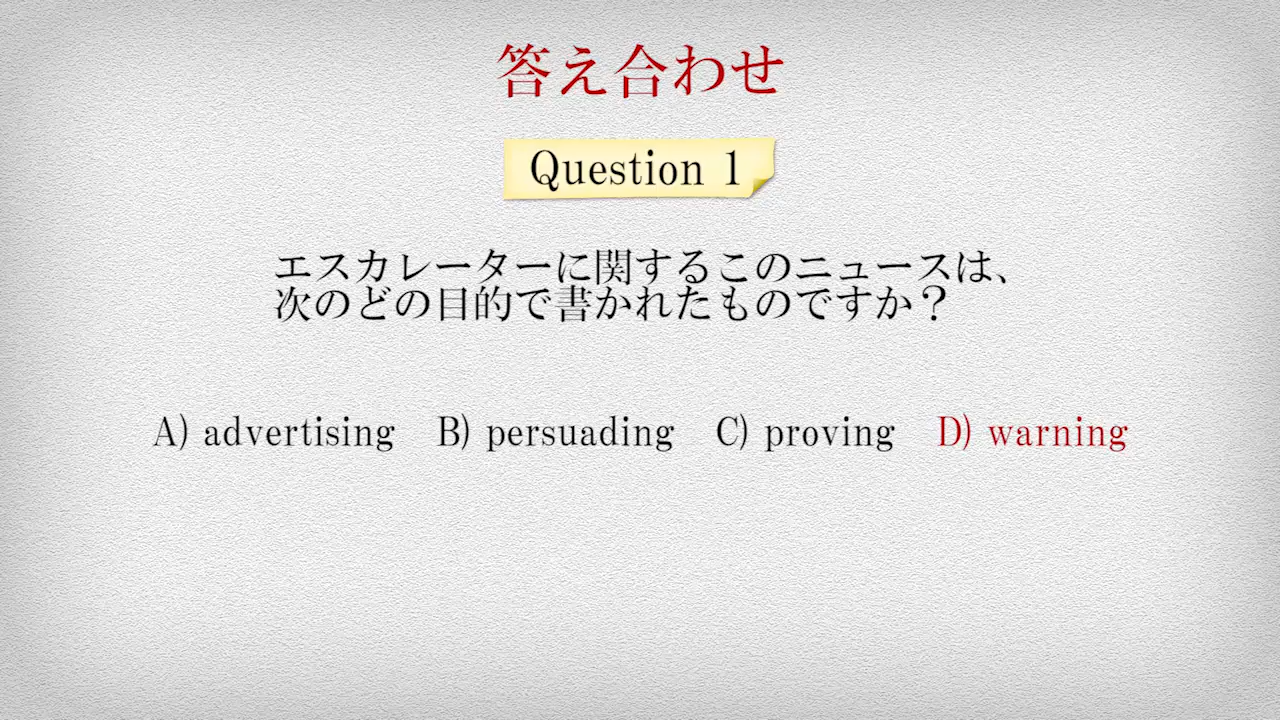 答え合わせ
Question 1
エスカレーターに関するこのニュースは、
次のどの目的で書かれたものですか？
A) advertising B) persuading C) proving D) warning